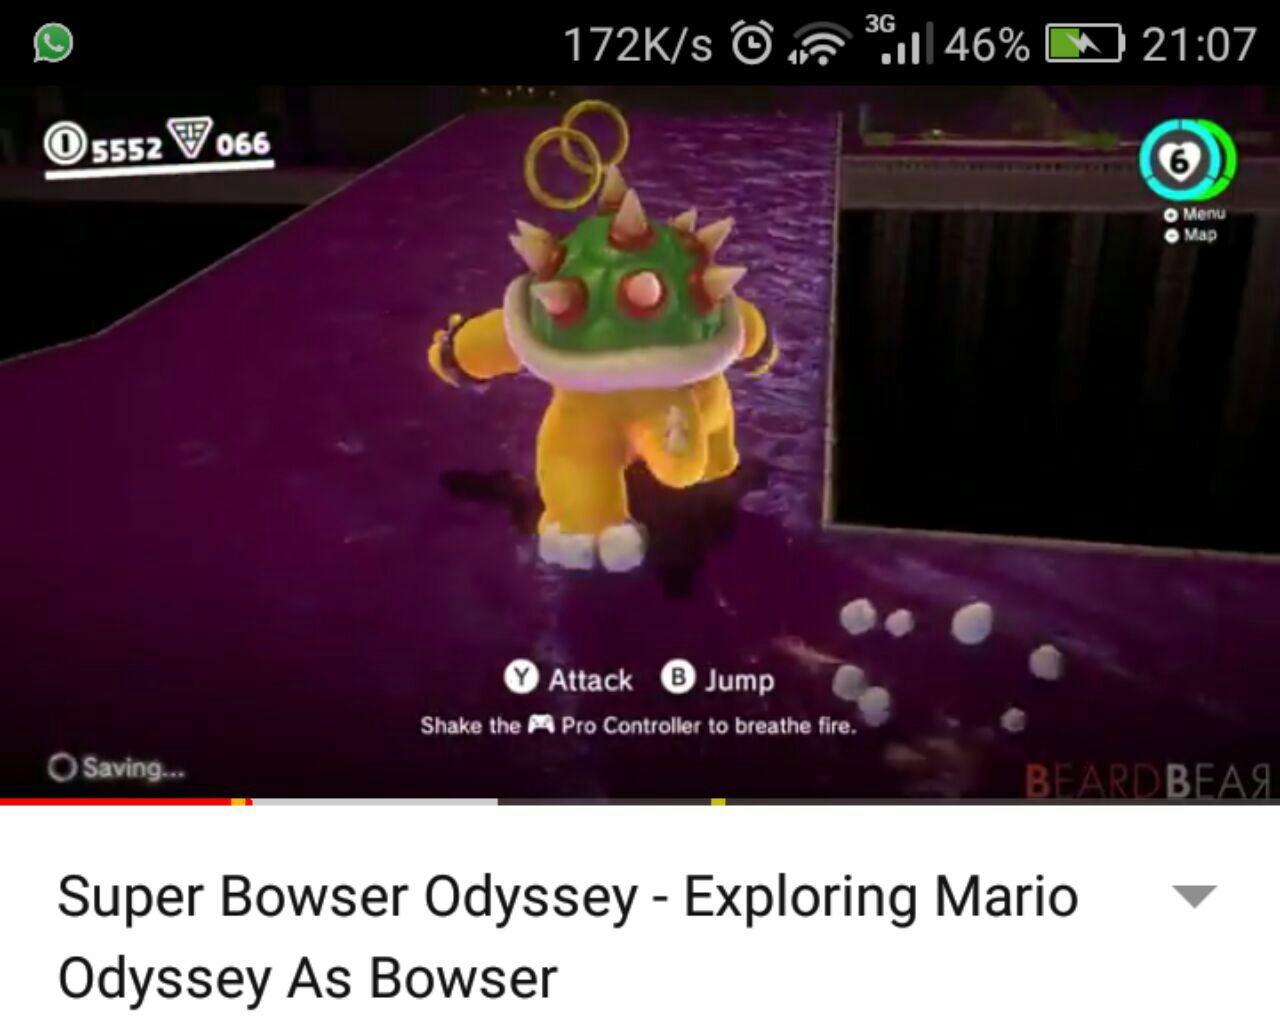 172K/s 3G 46% 21:07
5552 066
6
Menu
Map
Y Attack B Jump
Shake the Pro Controller to breathe fire.
Saving...
BEARDBEAR
Super Bowser Odyssey - Exploring Mario
Odyssey As Bowser